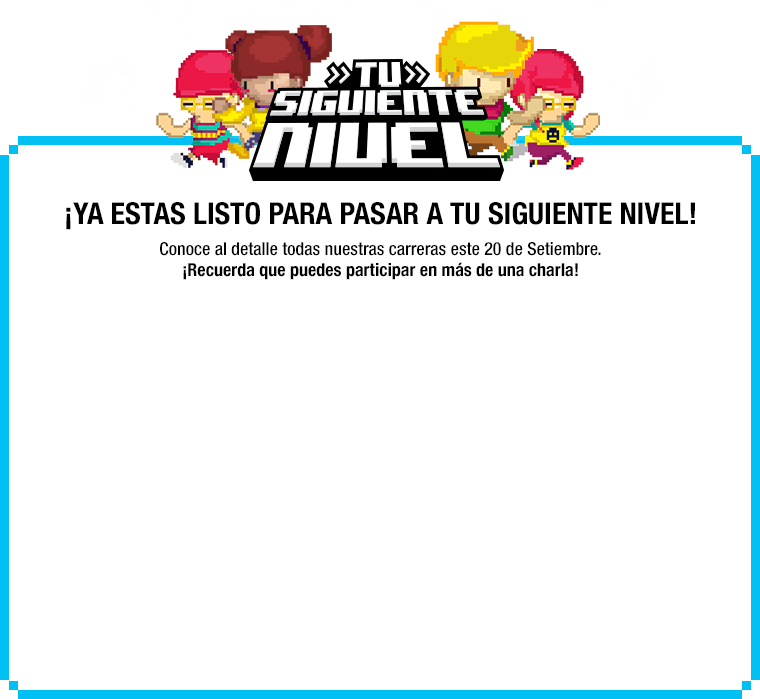 »TU»
SIGUIENTE
NIVEL
¡YA ESTAS LISTO PARA PASAR A TU SIGUIENTE NIVEL!
Conoce al detalle todas nuestras carreras este 20 de Setiembre.
¡Recuerda que puedes participar en más de una charla!